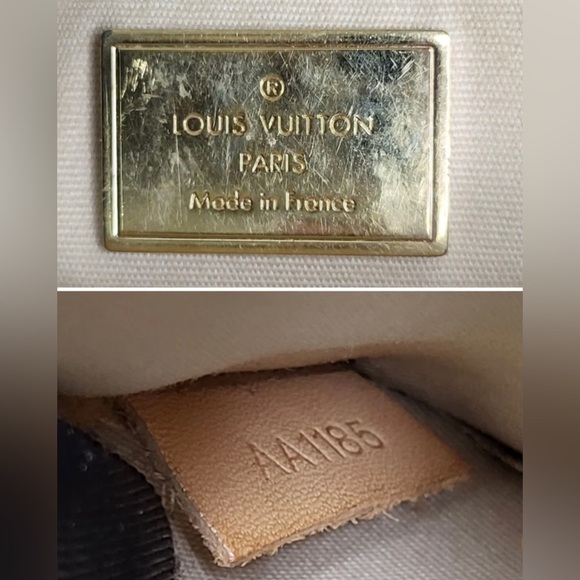 ®
LOUIS VUITTON
PARIS
Made in France
AA1185